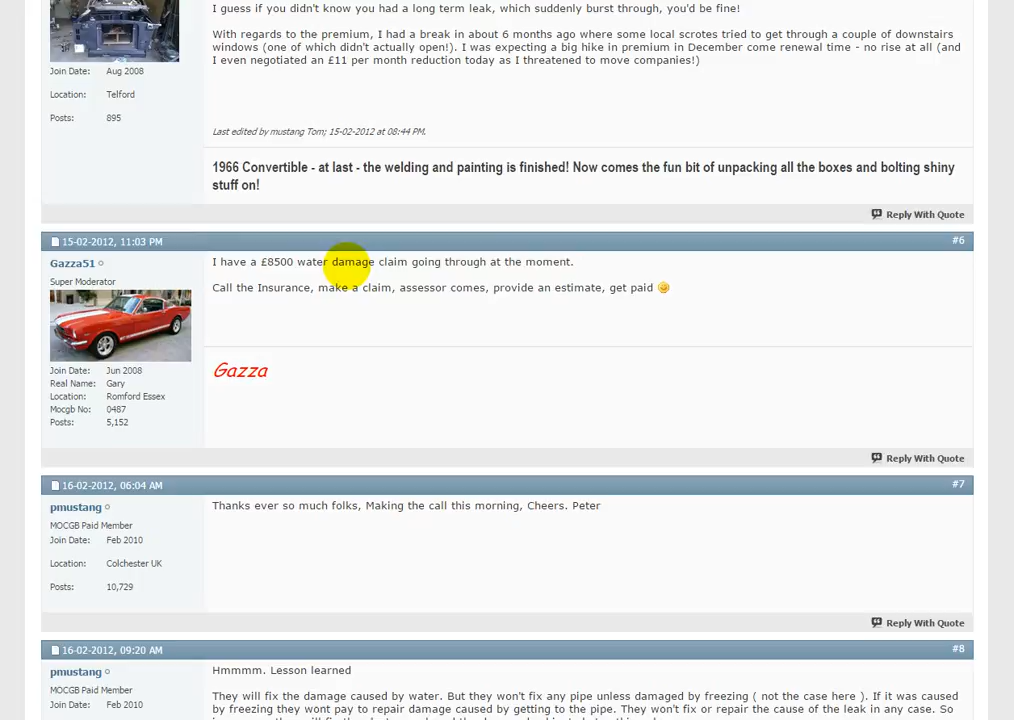 I guess if you didn't know you had a long term leak, which suddenly burst through, you'd be fine!
With regards to the premium, I had a break in about 6 months ago where some local scrotes tried to get through a couple of downstairs
windows (one of which didn't actually open!). I was expecting a big hike in premium in December come renewal time - no rise at all (and
I even negotiated an £11 per month reduction today as I threatened to move companies!)
Join Date: Aug 2008
Location: Telford
Posts: 895
Last edited by mustang Tom; 15-02-2012 at 08:44 PM.
1966 Convertible - at last - the welding and painting is finished! Now comes the fun bit of unpacking all the boxes and bolting shiny
stuff on!
Reply With Quote
15-02-2012, 11:03 PM #6
Gazza51
Super Moderator
I have a £8500 water damage claim going through at the moment.
Call the Insurance, make a claim, assessor comes, provide an estimate, get paid
Gazza
Join Date: Jun 2008
Real Name: Gary
Location: Romford Essex
Mocgb No: 0487
Posts: 5,152
Reply With Quote
16-02-2012, 06:04 AM #7
pmustang
MOCGB Paid Member
Join Date: Feb 2010
Location: Colchester UK
Posts: 10,729
Thanks ever so much folks, Making the call this morning, Cheers. Peter
Reply With Quote
16-02-2012, 09:20 AM #8
pmustang
MOCGB Paid Member
Join Date: Feb 2010
Hmmmm. Lesson learned
They will fix the damage caused by water. But they won't fix any pipe unless damaged by freezing ( not the case here ). If it was caused
by freezing they wont pay to repair damage caused by getting to the pipe. They won't fix or repair the cause of the leak in any case. So